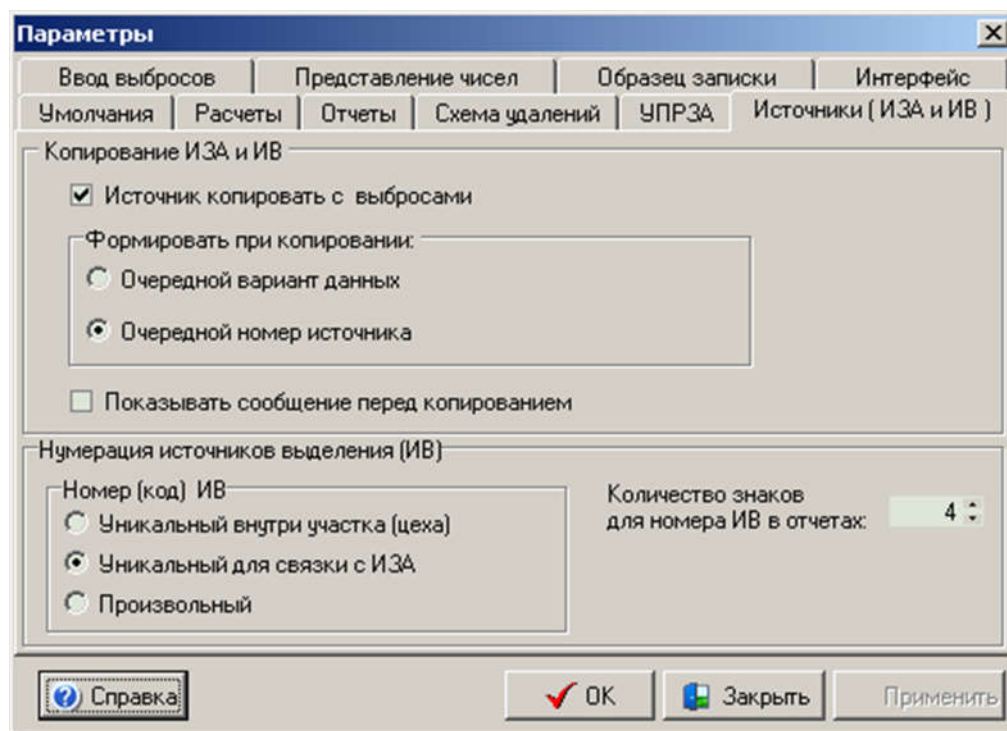 Параметры
Ввод выбросов Представление чисел Образец записки Интерфейс
Умолчания Расчеты Отчеты Схема удалений УПРЗА Источники ( ИЗА и ИВ )
Копирование ИЗА и ИВ
Источник копировать с выбросами
Формировать при копировании:
Очередной вариант данных
Очередной номер источника
Показывать сообщение перед копированием
Нумерация источников выделения (ИВ)
Номер (код) ИВ
Уникальный внутри участка (цеха)
Уникальный для связки с ИЗА
Произвольный
Количество знаков
для номера ИВ в отчетах: 4
Справка OK Закрыть Применить